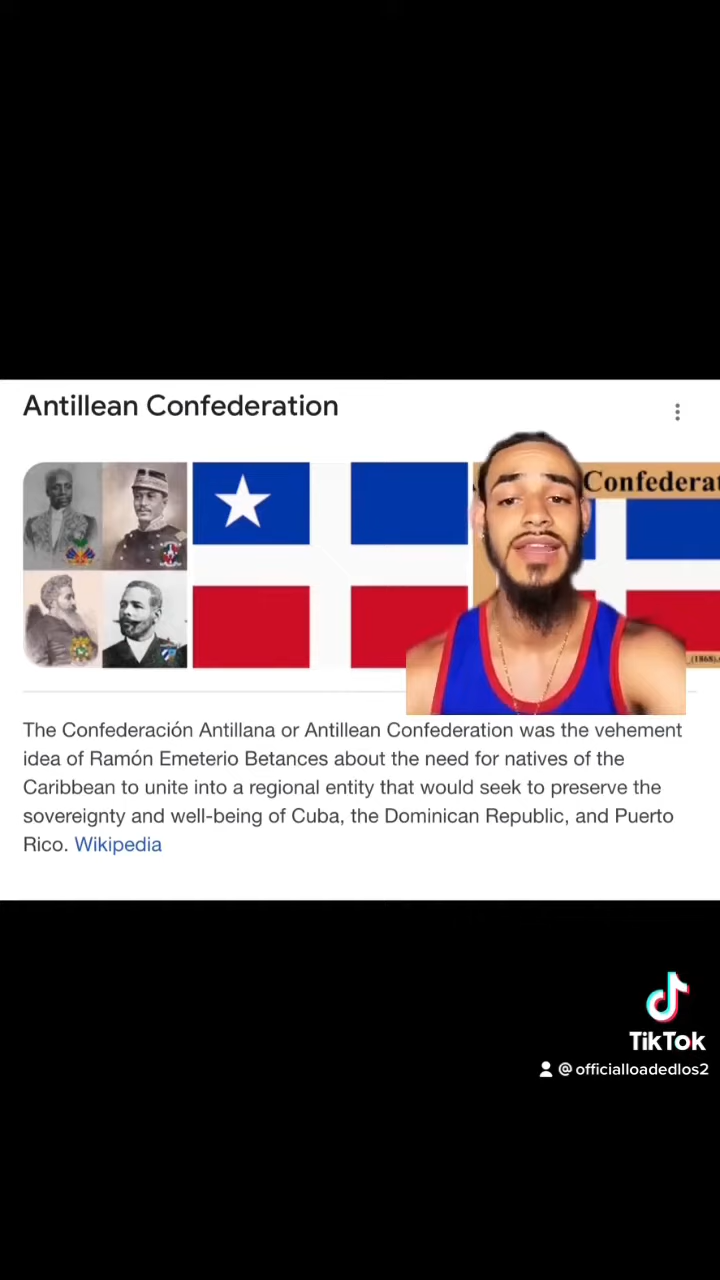 Antillean Confederation
Confederat
(1868)
The Confederación Antillana or Antillean Confederation was the vehement
idea of Ramón Emeterio Betances about the need for natives of the
Caribbean to unite into a regional entity that would seek to preserve the
sovereignty and well-being of Cuba, the Dominican Republic, and Puerto
Rico. Wikipedia
TikTok
@officialloadedlos2